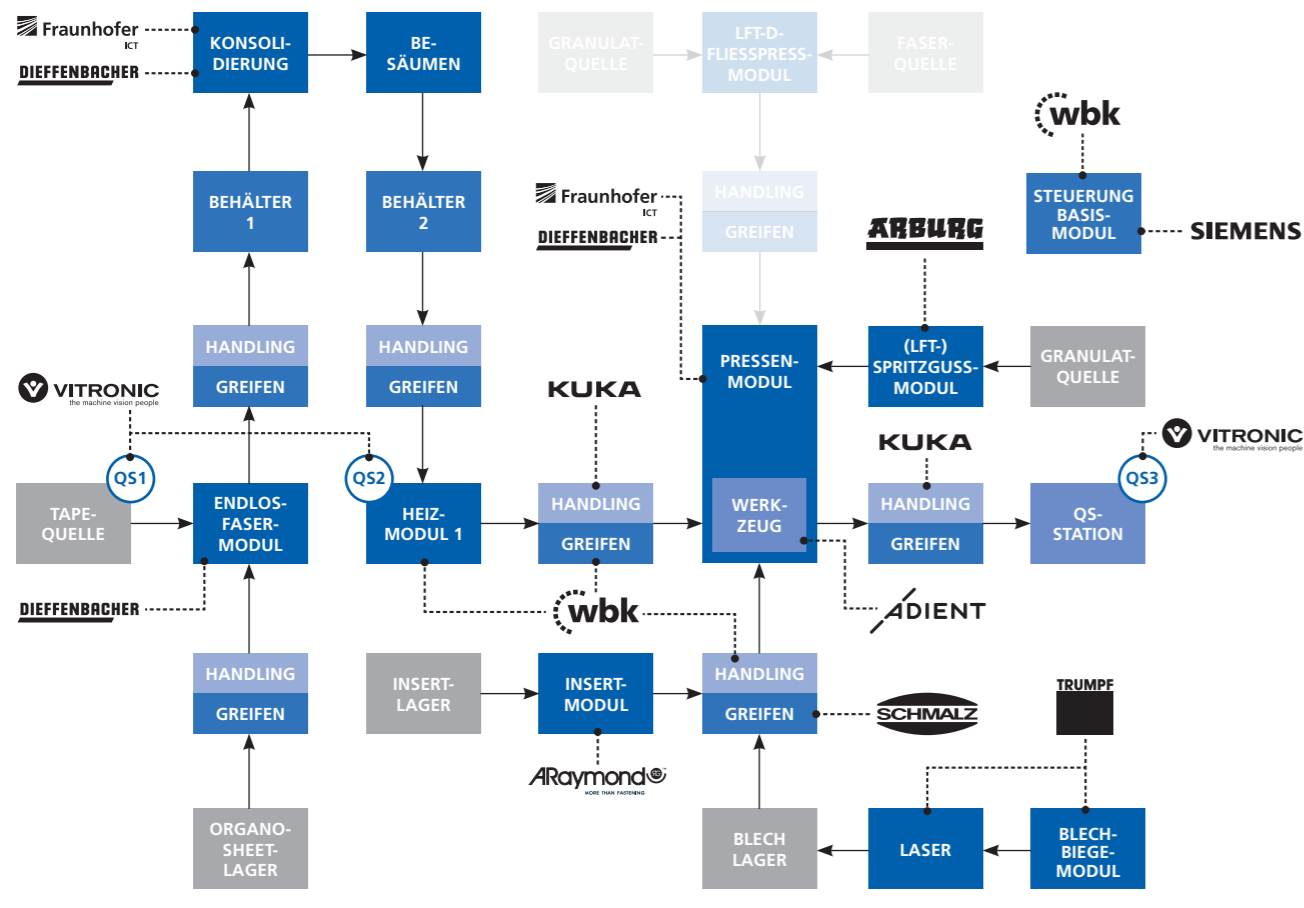 Fraunhofer
ICT
DIEFFENBACHER
KONSOLI-
DIERUNG
BE-
SÄUMEN
GRANULAT-
QUELLE
LFT-D-
FLIESSPRESS-
MODUL
FASER-
QUELLE
wbk
BEHÄLTER
1
BEHÄLTER
2
Fraunhofer
ICT
DIEFFENBACHER
HANDLING
GREIFEN
ARBURG
STEUERUNG
BASIS-
MODUL
SIEMENS
HANDLING
GREIFEN
HANDLING
GREIFEN
PRESSEN-
MODUL
(LFT-)
SPRITZGUSS-
MODUL
GRANULAT-
QUELLE
VITRONIC
the machine vision people
KUKA
KUKA
VITRONIC
the machine vision people
QS1
QS2
QS3
TAPE-
QUELLE
ENDLOS-
FASER-
MODUL
HEIZ-
MODUL 1
HANDLING
GREIFEN
WERK-
ZEUG
HANDLING
GREIFEN
QS-
STATION
DIEFFENBACHER
wbk
ADIENT
HANDLING
GREIFEN
INSERT-
LAGER
INSERT-
MODUL
HANDLING
GREIFEN
SCHMALZ
TRUMPF
ARaymond
MORE THAN FASTENING
ORGANO-
SHEET-
LAGER
BLECH
LAGER
LASER
BLECH-
BIEGE-
MODUL